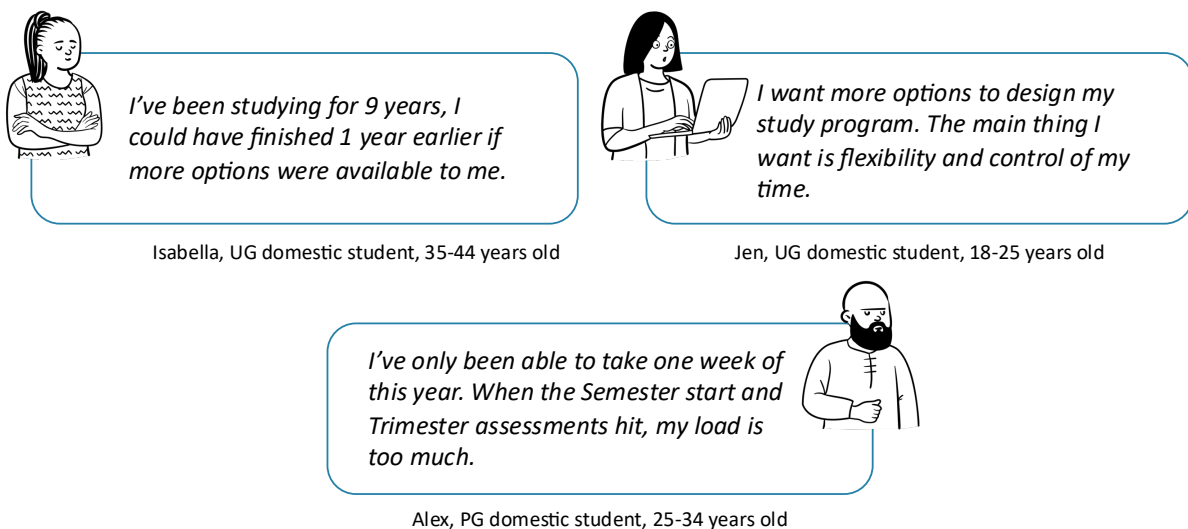 I’ve been studying for 9 years, I
could have finished 1 year earlier if
more options were available to me.
Isabella, UG domestic student, 35-44 years old
I want more options to design my
study program. The main thing I
want is flexibility and control of my
time.
Jen, UG domestic student, 18-25 years old
I’ve only been able to take one week of
this year. When the Semester start and
Trimester assessments hit, my load is
too much.
Alex, PG domestic student, 25-34 years old